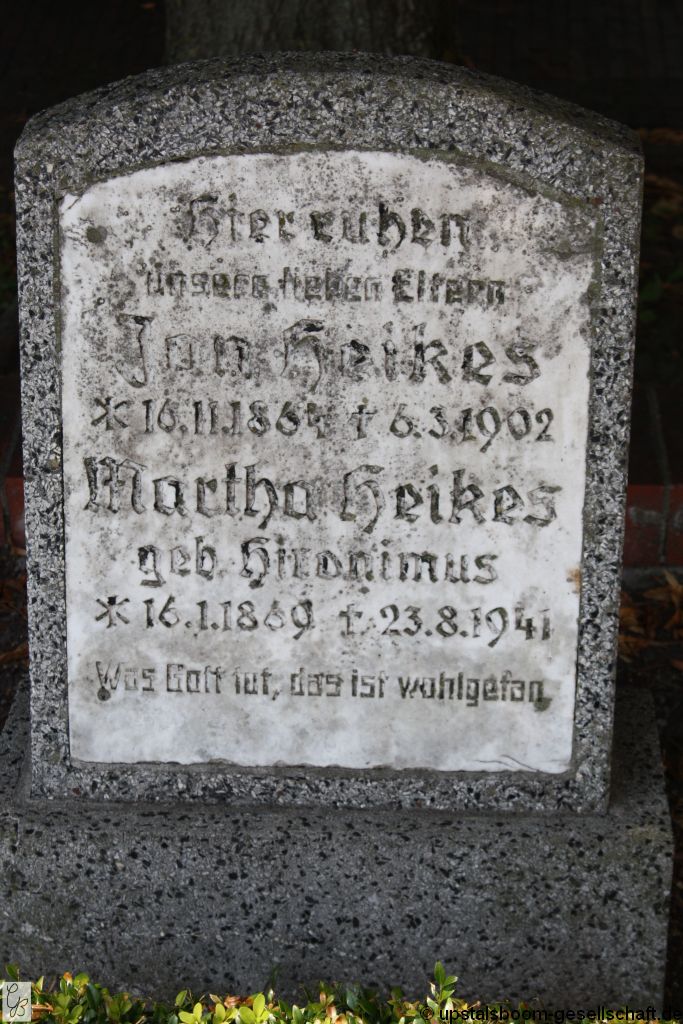 Hier ruhen
unsere lieben Eltern
Jan Heikes
* 16.11.1864 † 6.3.1902
Martha Heikes
geb. Hironimus
* 16.1.1869 † 23.8.1941
Was Gott tut, das ist wohlgetan
GB
© upstalsboom-gesellschaft.de